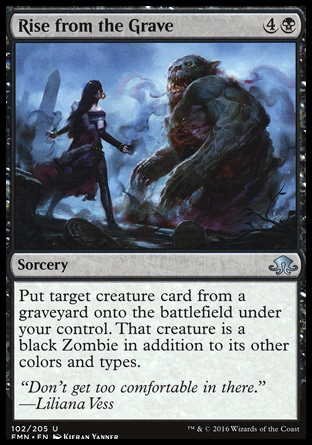 Rise from the Grave 4
Sorcery
Put target creature card from a
graveyard onto the battlefield under
your control. That creature is a
black Zombie in addition to its other
colors and types.
“Don’t get too comfortable in there.”
—Liliana Vess
102/205 U
EMN • EN Kieran Yanner
™ & © 2016 Wizards of the Coast